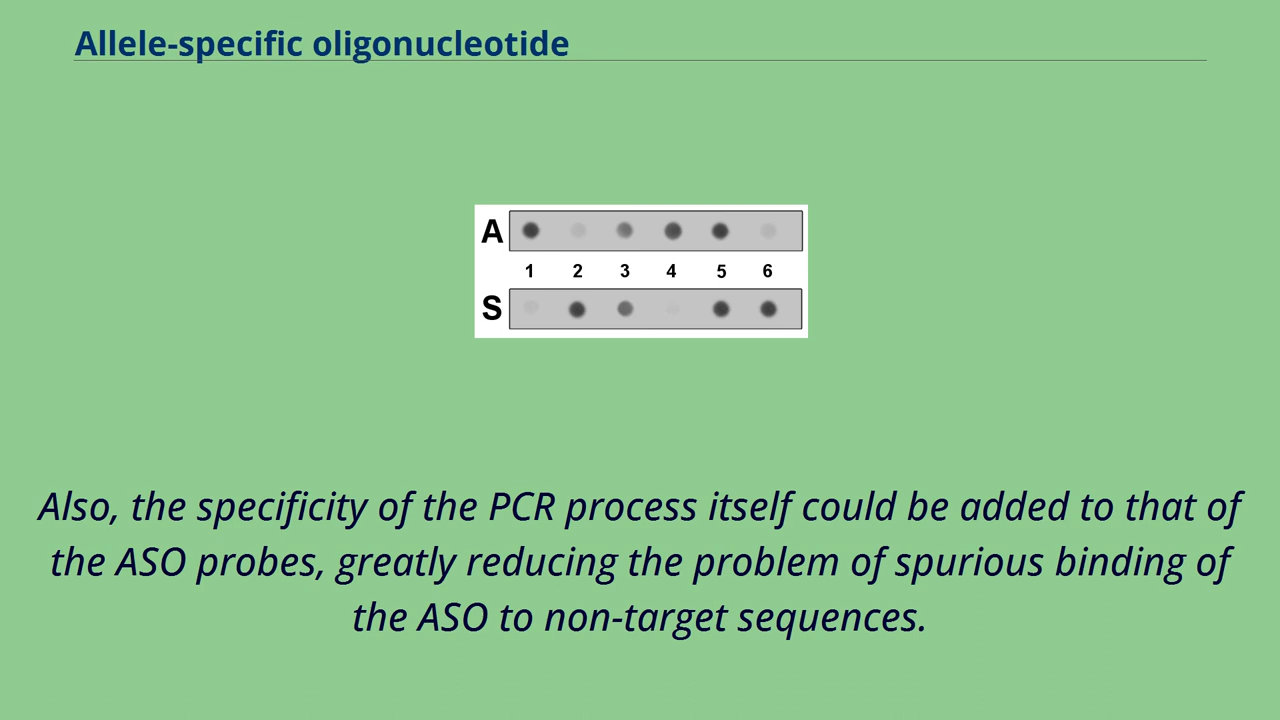 Allele-specific oligonucleotide
A
1 2 3 4 5 6
S
Also, the specificity of the PCR process itself could be added to that of
the ASO probes, greatly reducing the problem of spurious binding of
the ASO to non-target sequences.